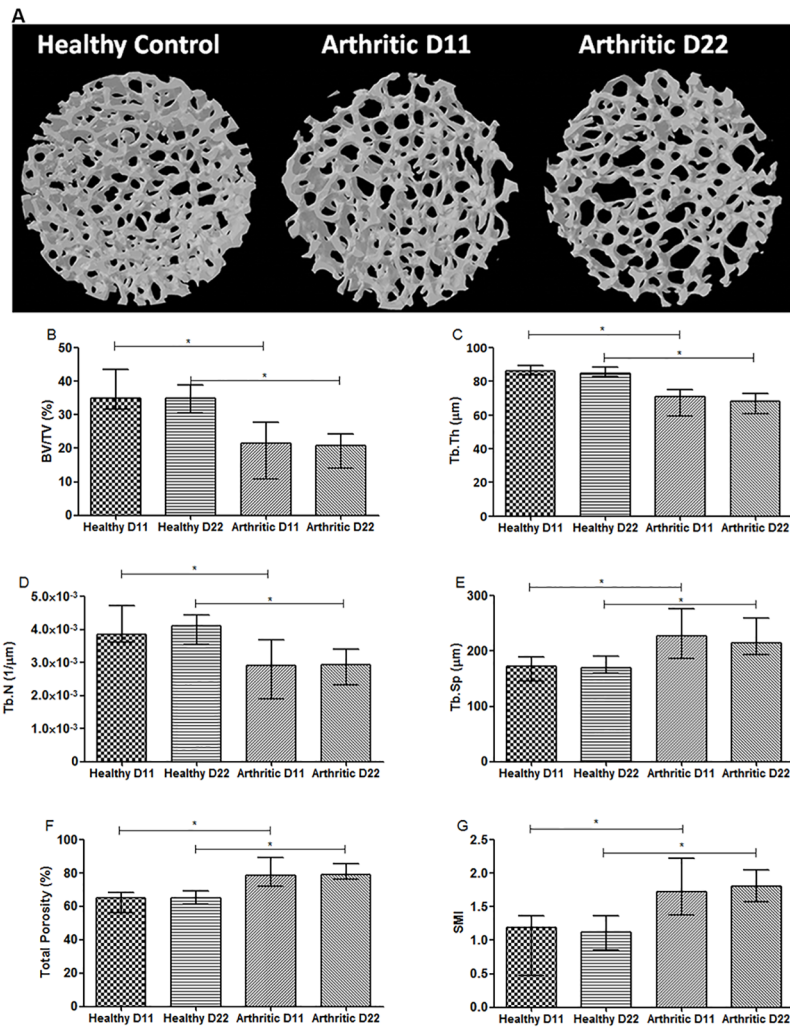 A
Healthy Control
Arthritic D11
Arthritic D22
B
*
*
BV/TV (%)
50
40
30
20
10
0
Healthy D11
Healthy D22
Arthritic D11
Arthritic D22
C
*
*
Tb.Th (μm)
100
80
60
40
20
0
Healthy D11
Healthy D22
Arthritic D11
Arthritic D22
D
*
*
Tb.N (1/μm)
5.0×10-3
4.0×10-3
3.0×10-3
2.0×10-3
1.0×10-3
0.0
Healthy D11
Healthy D22
Arthritic D11
Arthritic D22
E
*
*
Tb.Sp (μm)
300
200
100
0
Healthy D11
Healthy D22
Arthritic D11
Arthritic D22
F
*
*
Total Porosity (%)
100
80
60
40
20
0
Healthy D11
Healthy D22
Arthritic D11
Arthritic D22
G
*
*
SMI
2.5
2.0
1.5
1.0
0.5
0.0
Healthy D11
Healthy D22
Arthritic D11
Arthritic D22